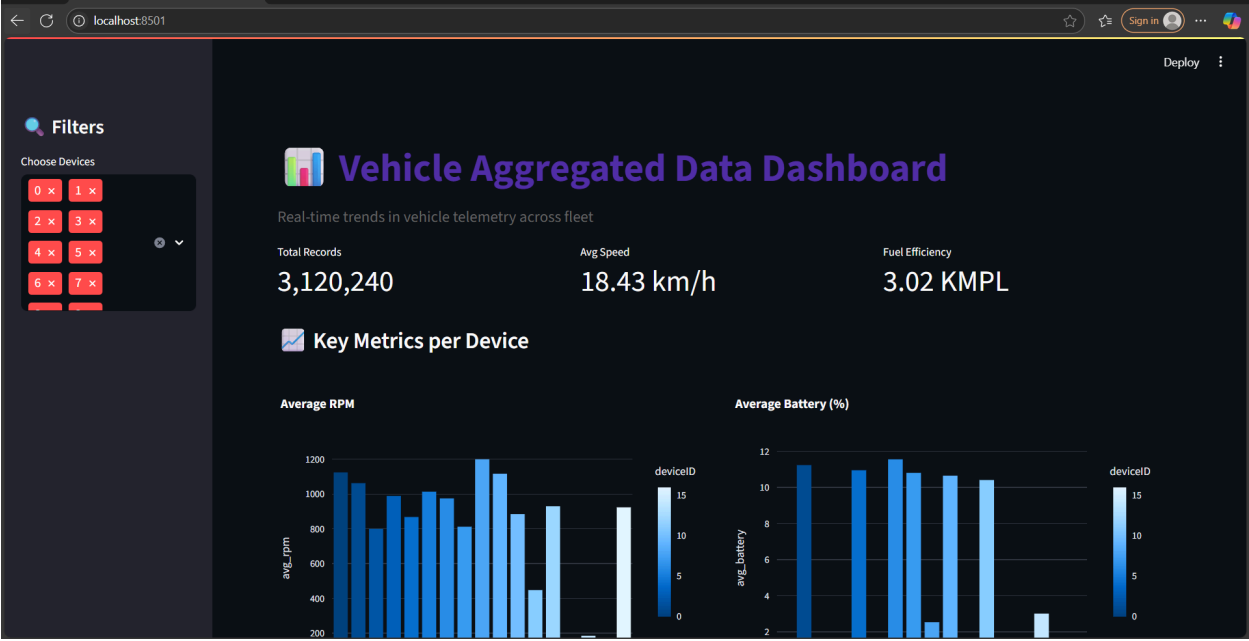 localhost:8501
Sign in
Deploy
Filters
Choose Devices
0 × 1 ×
2 × 3 ×
4 × 5 ×
6 × 7 ×
Vehicle Aggregated Data Dashboard
Real-time trends in vehicle telemetry across fleet
Total Records
3,120,240
Avg Speed
18.43 km/h
Fuel Efficiency
3.02 KMPL
Key Metrics per Device
Average RPM
1200
1000
800
600
400
200
avg_rpm
deviceID
15
10
5
0
Average Battery (%)
12
10
8
6
4
2
avg_battery
deviceID
15
10
5
0